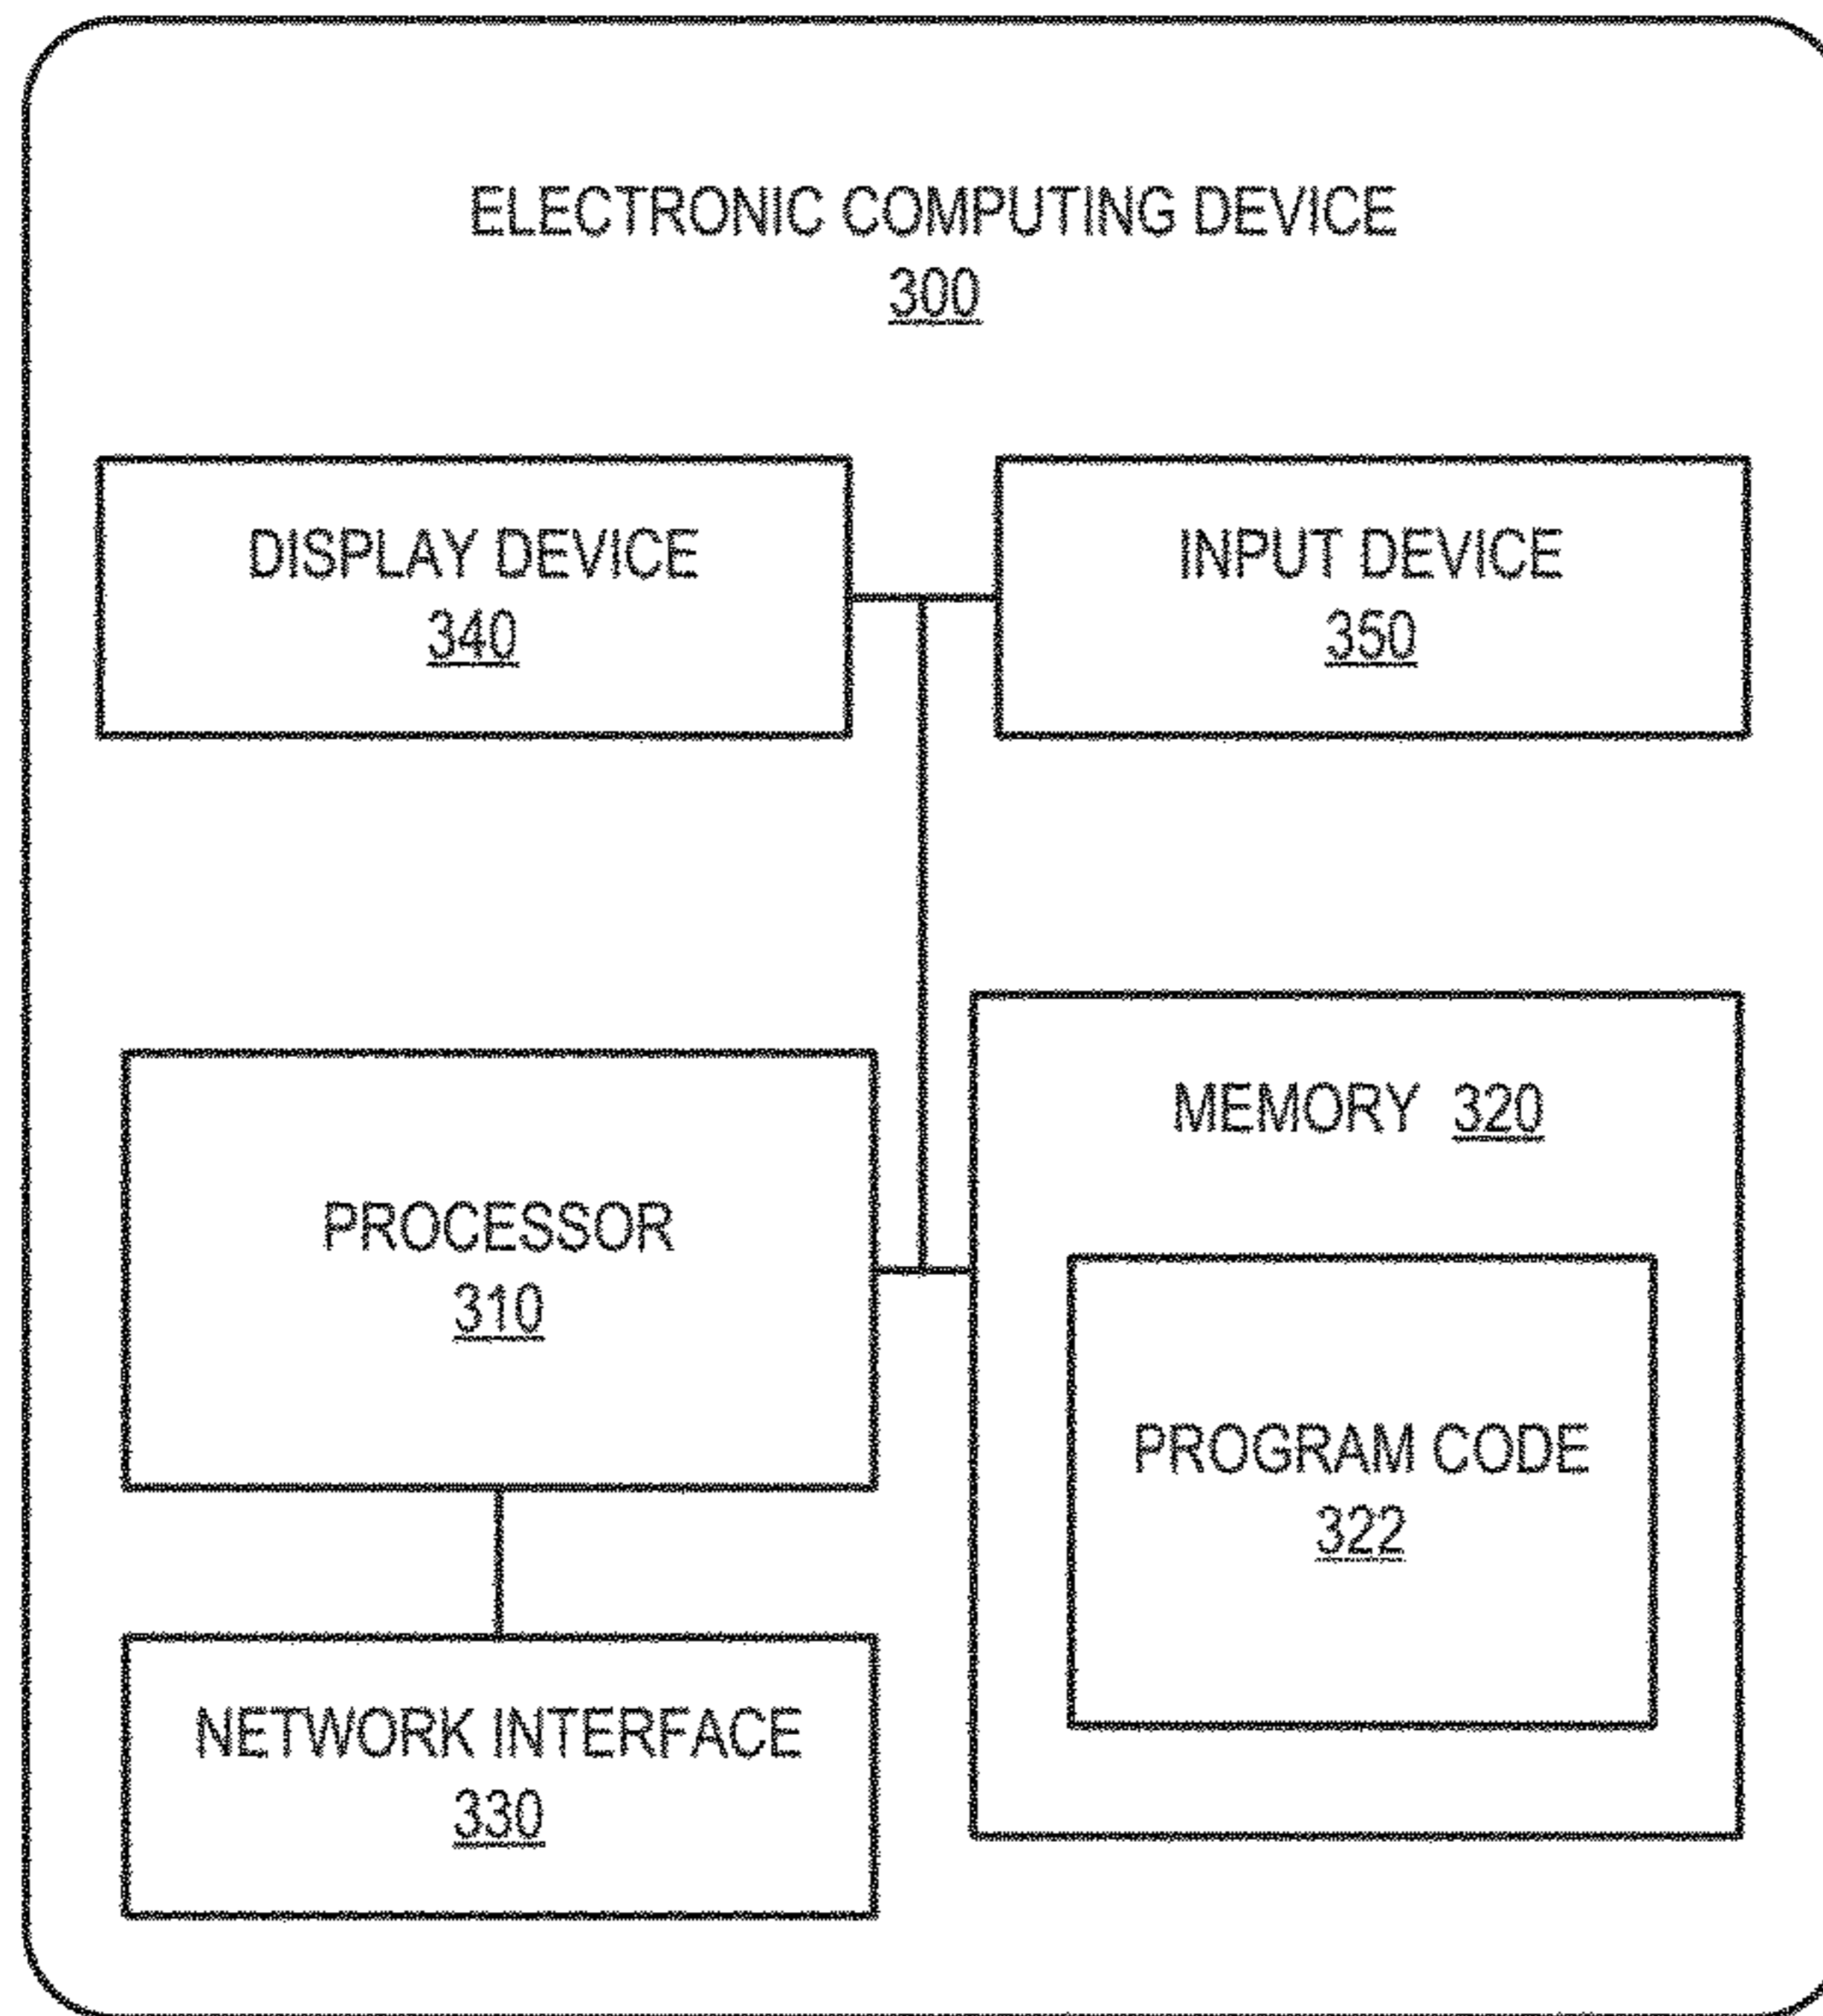 ELECTRONIC COMPUTING DEVICE
300
DISPLAY DEVICE
340
INPUT DEVICE
350
PROCESSOR
310
MEMORY 320
PROGRAM CODE
322
NETWORK INTERFACE
330